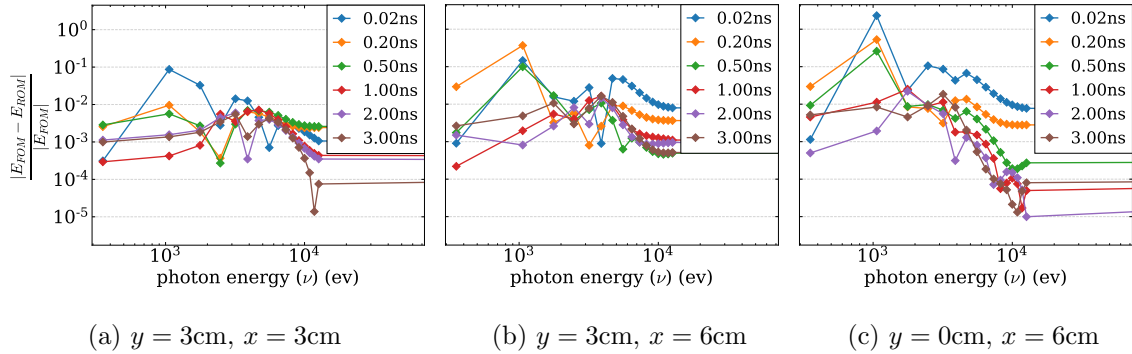 |E_FOM − E_ROM|
|E_FOM|
10^0
10^-1
10^-2
10^-3
10^-4
10^-5
0.02ns
0.20ns
0.50ns
1.00ns
2.00ns
3.00ns
10^3
10^4
photon energy (ν) (ev)
0.02ns
0.20ns
0.50ns
1.00ns
2.00ns
3.00ns
10^3
10^4
photon energy (ν) (ev)
0.02ns
0.20ns
0.50ns
1.00ns
2.00ns
3.00ns
10^3
10^4
photon energy (ν) (ev)
(a) y = 3cm, x = 3cm
(b) y = 3cm, x = 6cm
(c) y = 0cm, x = 6cm